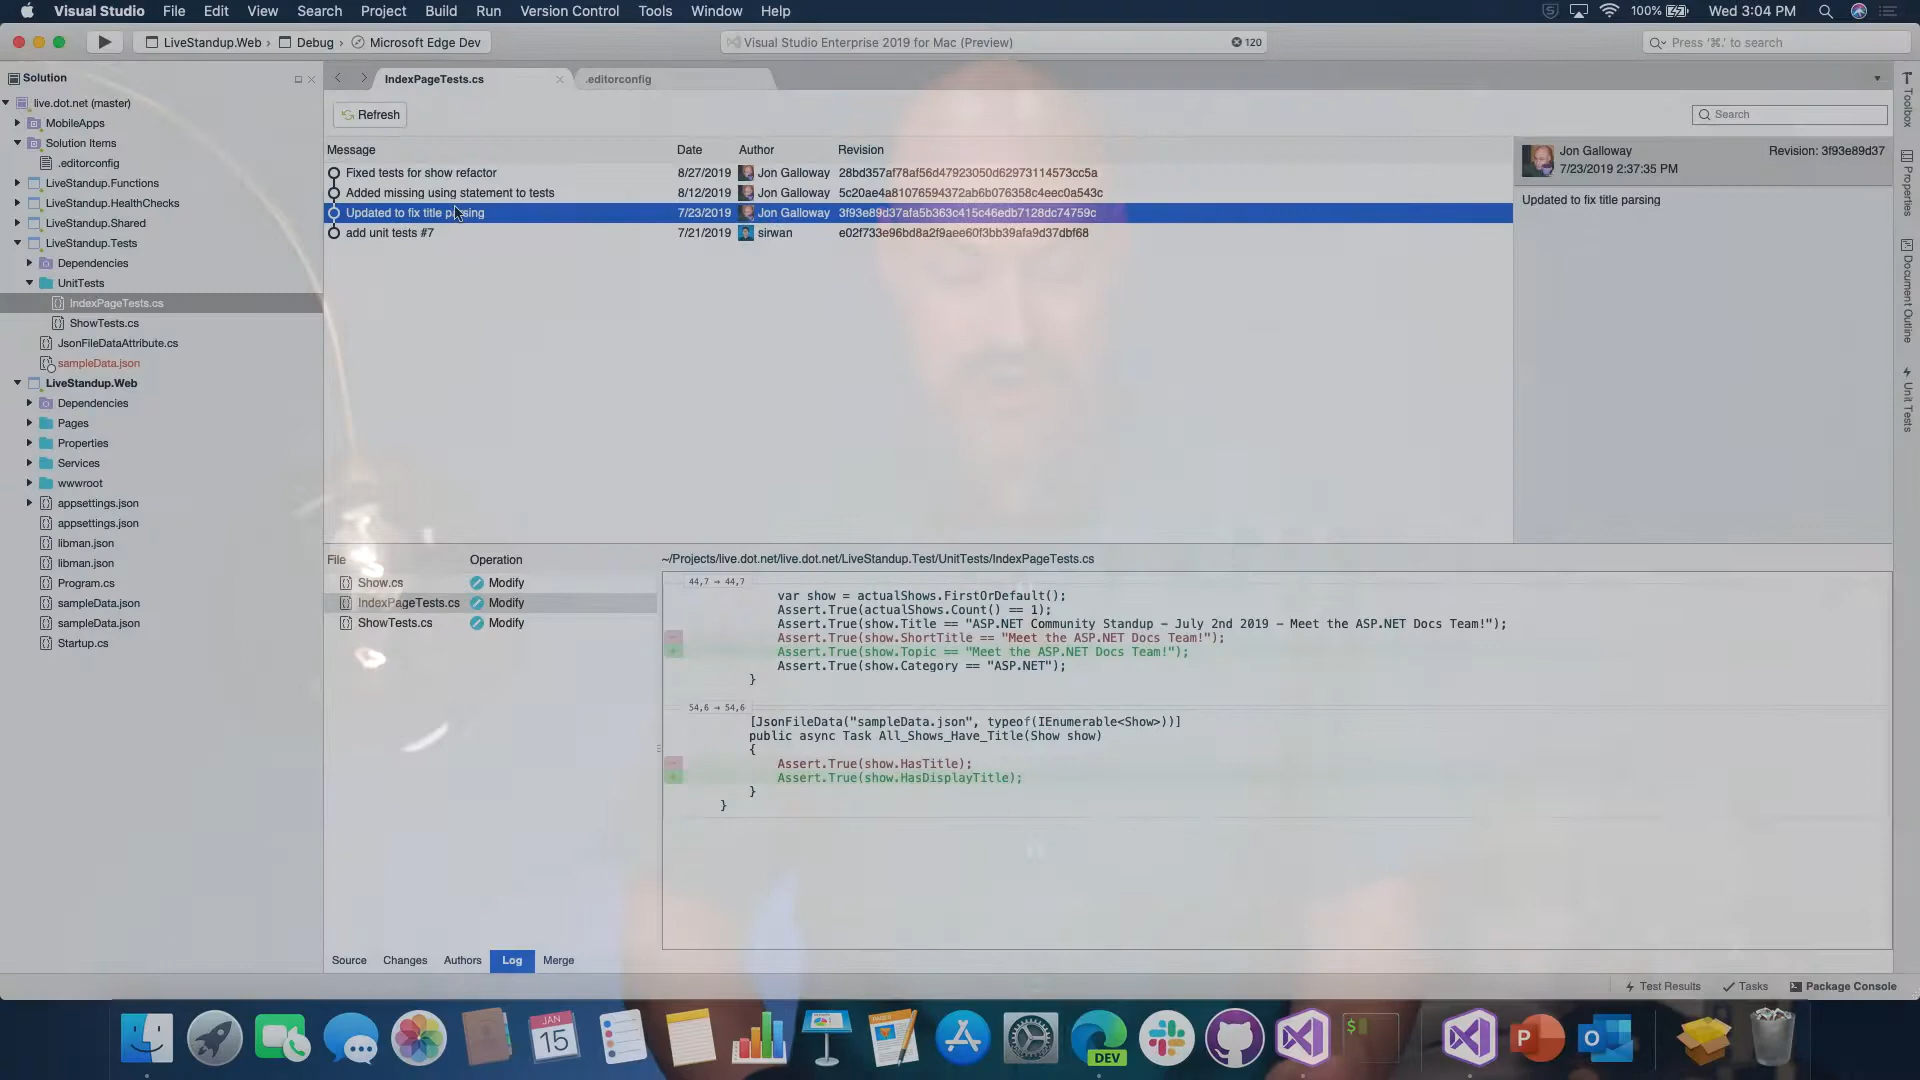 Visual Studio File Edit View Search Project Build Run Version Control Tools Window Help 100% Wed 3:04 PM
LiveStandup.Web › Debug › Microsoft Edge Dev Visual Studio Enterprise 2019 for Mac (Preview) 120 Press '⌘.' to search
Solution
live.dot.net (master)
MobileApps
Solution Items
.editorconfig
LiveStandup.Functions
LiveStandup.HealthChecks
LiveStandup.Shared
LiveStandup.Tests
Dependencies
UnitTests
IndexPageTests.cs
ShowTests.cs
JsonFileDataAttribute.cs
sampleData.json
LiveStandup.Web
Dependencies
Pages
Properties
Services
wwwroot
appsettings.json
appsettings.json
libman.json
libman.json
Program.cs
sampleData.json
sampleData.json
Startup.cs
IndexPageTests.cs .editorconfig
Refresh Search
Message Date Author Revision
Fixed tests for show refactor 8/27/2019 Jon Galloway 28bd357af78af56d47923050d62973114573cc5a
Added missing using statement to tests 8/12/2019 Jon Galloway 5c20ae4a81076594372ab6b076358c4eec0a543c
Updated to fix title parsing 7/23/2019 Jon Galloway 3f93e89d37afa5b363c415c46edb7128dc74759c
add unit tests #7 7/21/2019 sirwan e02f733e96bd8a2f9aee60f3bb39afa9d37dbf68
Jon Galloway Revision: 3f93e89d37
7/23/2019 2:37:35 PM
Updated to fix title parsing
Toolbox
Properties
Document Outline
Unit Tests
File Operation
Show.cs Modify
IndexPageTests.cs Modify
ShowTests.cs Modify
~/Projects/live.dot.net/live.dot.net/LiveStandup.Test/UnitTests/IndexPageTests.cs
44,7 → 44,7
var show = actualShows.FirstOrDefault();
Assert.True(actualShows.Count() == 1);
Assert.True(show.Title == "ASP.NET Community Standup - July 2nd 2019 - Meet the ASP.NET Docs Team!");
Assert.True(show.ShortTitle == "Meet the ASP.NET Docs Team!");
Assert.True(show.Topic == "Meet the ASP.NET Docs Team!");
Assert.True(show.Category == "ASP.NET");
}
54,6 → 54,6
[JsonFileData("sampleData.json", typeof(IEnumerable<Show>))]
public async Task All_Shows_Have_Title(Show show)
{
Assert.True(show.HasTitle);
Assert.True(show.HasDisplayTitle);
}
}
Source Changes Authors Log Merge
Test Results Tasks Package Console
JAN
15
DEV
$
P
O